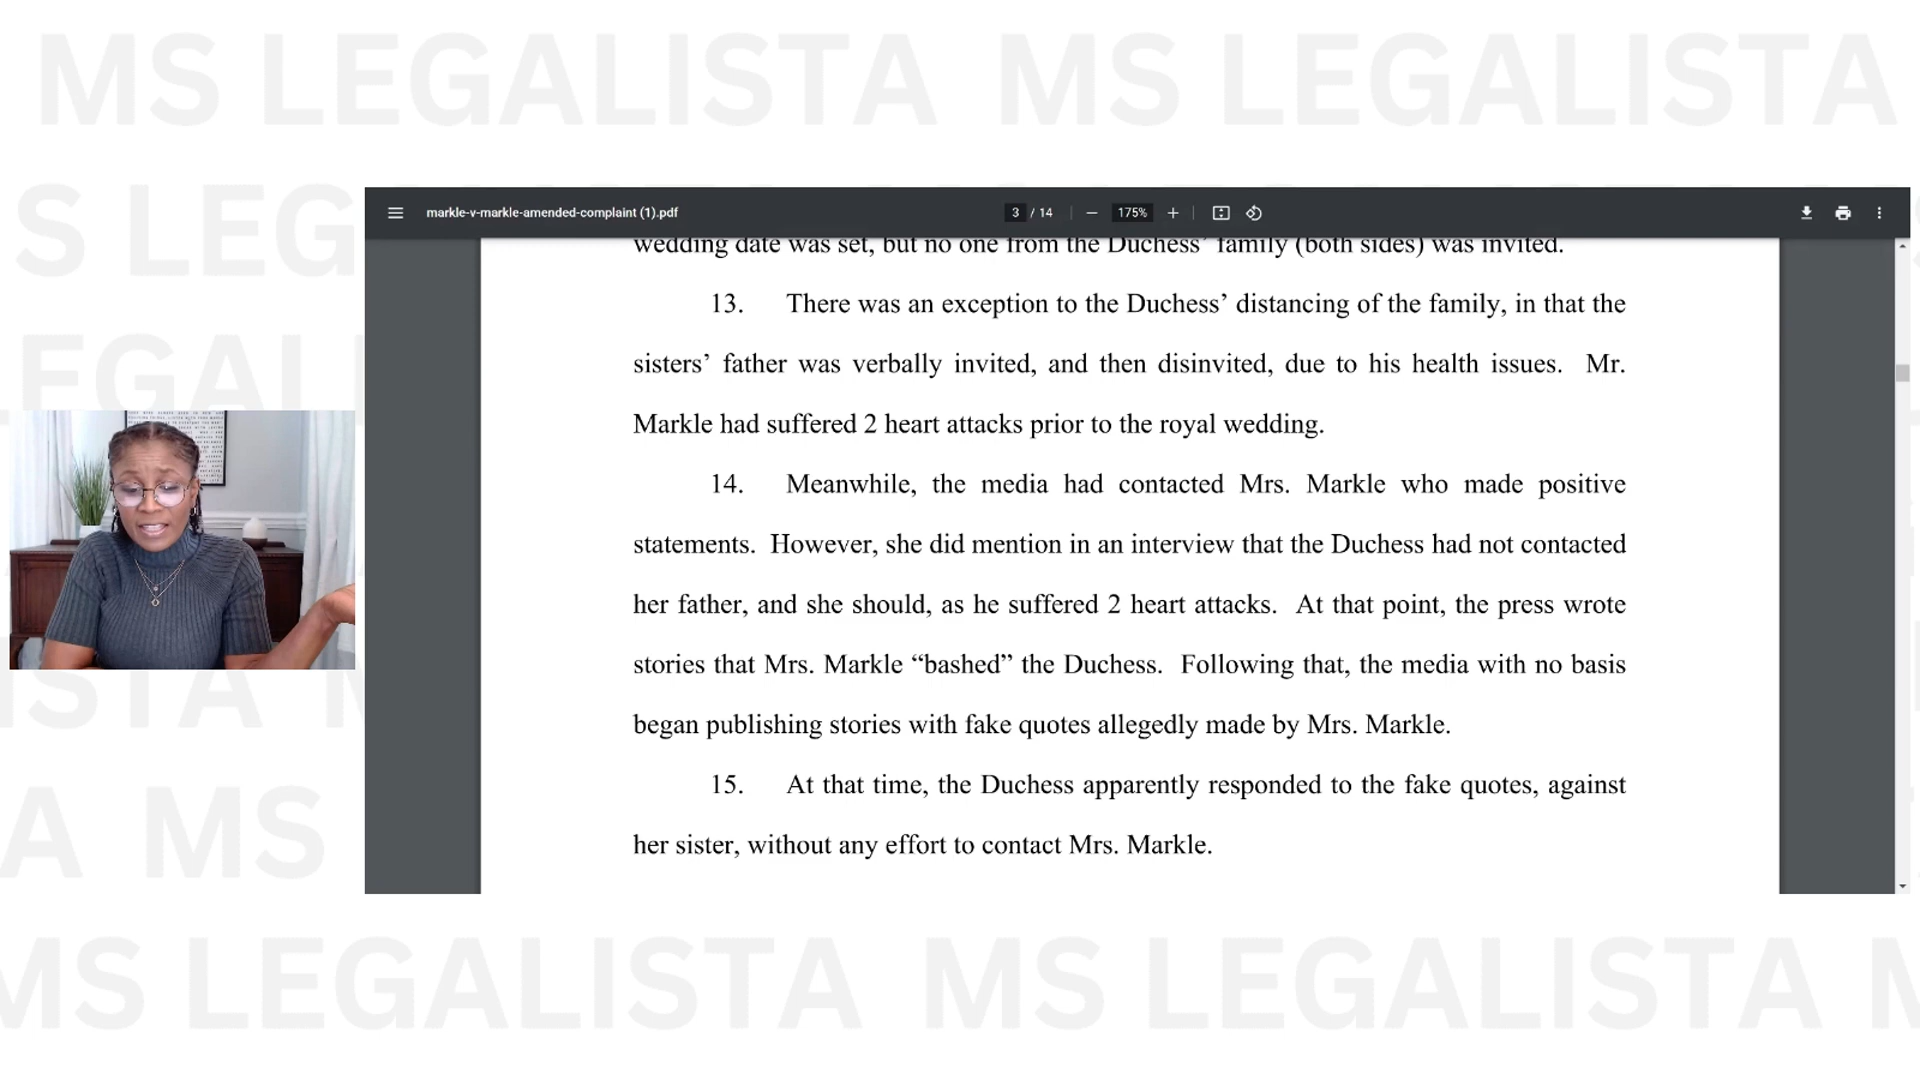 MS LEGALISTA MS LEGALISTA
S LEG
markle-v-markle-amended-complaint (1).pdf
3 / 14
175%
wedding date was set, but no one from the Duchess’ family (both sides) was invited.
13. There was an exception to the Duchess’ distancing of the family, in that the
sisters’ father was verbally invited, and then disinvited, due to his health issues. Mr.
Markle had suffered 2 heart attacks prior to the royal wedding.
14. Meanwhile, the media had contacted Mrs. Markle who made positive
statements. However, she did mention in an interview that the Duchess had not contacted
her father, and she should, as he suffered 2 heart attacks. At that point, the press wrote
stories that Mrs. Markle “bashed” the Duchess. Following that, the media with no basis
began publishing stories with fake quotes allegedly made by Mrs. Markle.
15. At that time, the Duchess apparently responded to the fake quotes, against
her sister, without any effort to contact Mrs. Markle.
EGALI
ISTA M
A MS
MS LEGALISTA MS LEGALISTA M